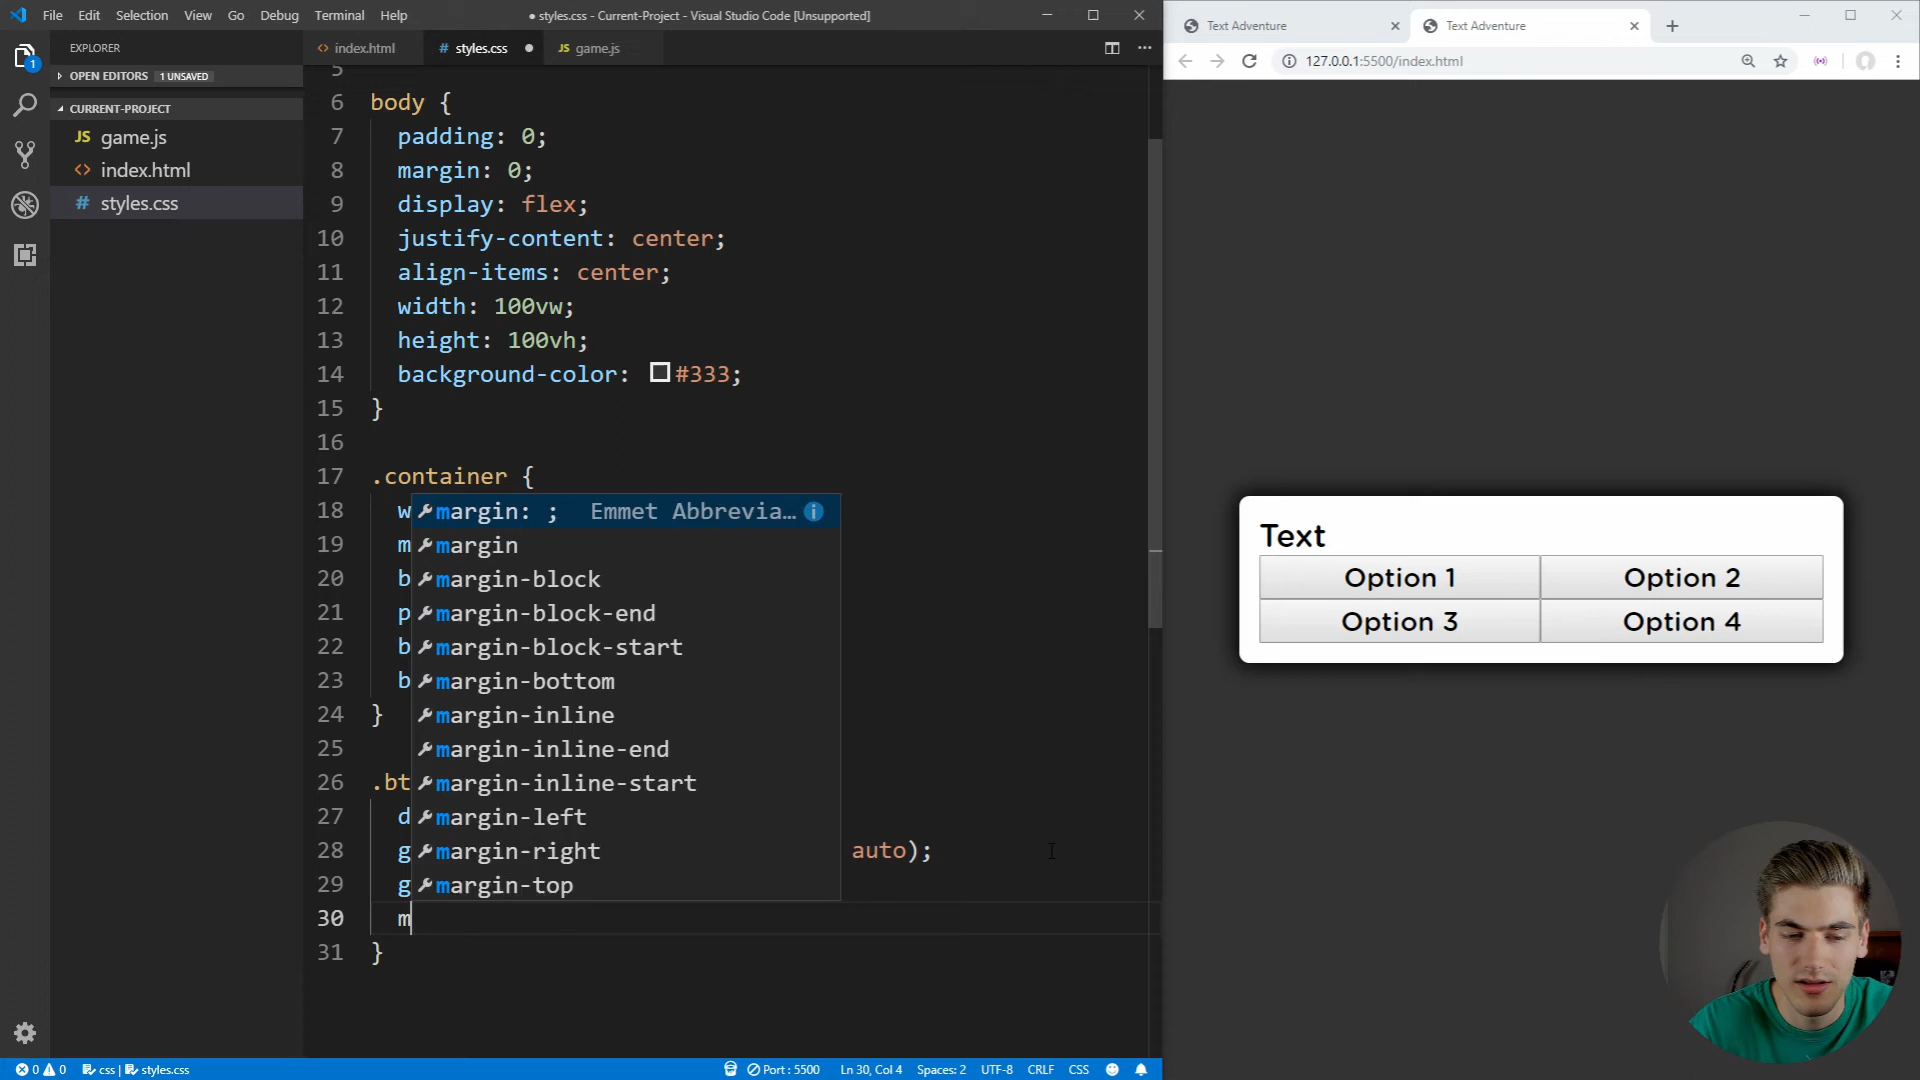 File Edit Selection View Go Debug Terminal Help
● styles.css - Current-Project - Visual Studio Code [Unsupported]
EXPLORER
OPEN EDITORS 1 UNSAVED
CURRENT-PROJECT
JS game.js
<> index.html
# styles.css
1
<> index.html
# styles.css
JS game.js
5
6 body {
7 padding: 0;
8 margin: 0;
9 display: flex;
10 justify-content: center;
11 align-items: center;
12 width: 100vw;
13 height: 100vh;
14 background-color: #333;
15 }
16
17 .container {
18 w
19 m
20 b
21 p
22 b
23 b
24 }
25
26 .bt
27 d
28 g auto);
29 g
30 m
31 }
margin: ; Emmet Abbrevia…
margin
margin-block
margin-block-end
margin-block-start
margin-bottom
margin-inline
margin-inline-end
margin-inline-start
margin-left
margin-right
margin-top
0 0 css | styles.css Port : 5500 Ln 30, Col 4 Spaces: 2 UTF-8 CRLF CSS
Text Adventure
Text Adventure
127.0.0.1:5500/index.html
Text
Option 1 Option 2
Option 3 Option 4